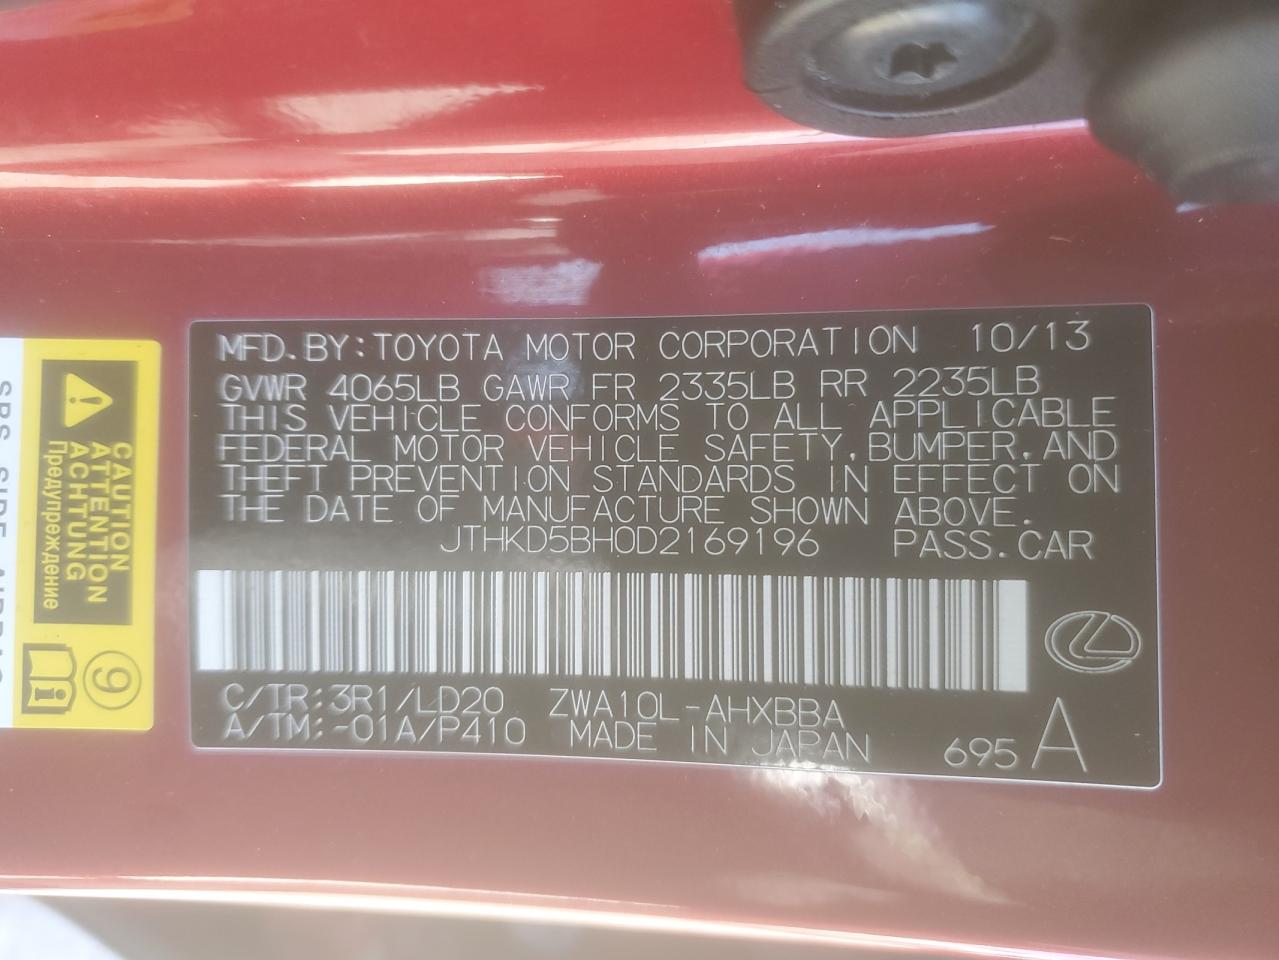 MFD.BY:TOYOTA MOTOR CORPORATION 10/13
GVWR 4065LB GAWR FR 2335LB RR 2235LB
THIS VEHICLE CONFORMS TO ALL APPLICABLE
FEDERAL MOTOR VEHICLE SAFETY,BUMPER,AND
THEFT PREVENTION STANDARDS IN EFFECT ON
THE DATE OF MANUFACTURE SHOWN ABOVE.
JTHKD5BH0D2169196 PASS.CAR
C/TR:3R1/LD20 ZWA10L-AHXBBA
A/TM:-01A/P410 MADE IN JAPAN 695 A
CAUTION
ATTENTION
ACHTUNG
Предупреждение
9
SRS SIDE